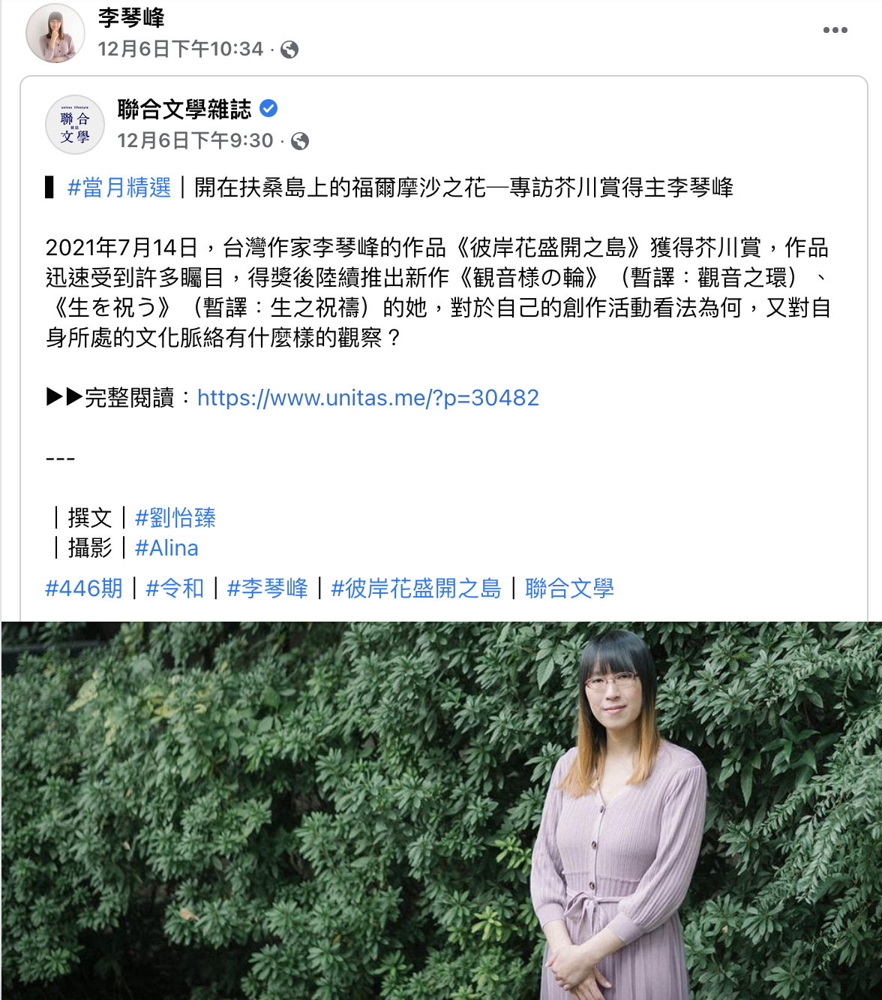 李琴峰
12月6日下午10:34 ·
unitas lifestyle
聯合
雜誌
文學
聯合文學雜誌
12月6日下午9:30 ·
▌#當月精選｜開在扶桑島上的福爾摩沙之花─專訪芥川賞得主李琴峰
2021年7月14日，台灣作家李琴峰的作品《彼岸花盛開之島》獲得芥川賞，作品
迅速受到許多矚目，得獎後陸續推出新作《観音様の輪》（暫譯：觀音之環）、
《生を祝う》（暫譯：生之祝禱）的她，對於自己的創作活動看法為何，又對自
身所處的文化脈絡有什麼樣的觀察？
▶▶完整閱讀：https://www.unitas.me/?p=30482
---
｜撰文｜#劉怡臻
｜攝影｜#Alina
#446期｜#令和｜#李琴峰｜#彼岸花盛開之島｜聯合文學